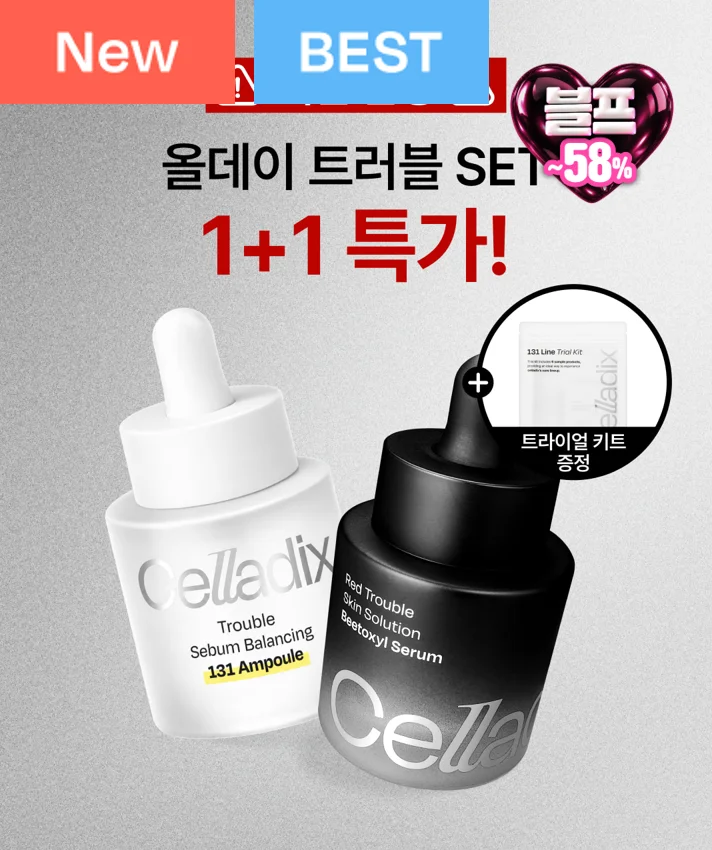 New
BEST
블프
~58%
올데이 트러블 SET
1+1 특가!
131 Line Trial Kit
Celladix
+
트라이얼 키트
증정
Celladix
Trouble
Sebum Balancing
131 Ampoule
Red Trouble
Skin Solution
Beetoxyl Serum
Cella